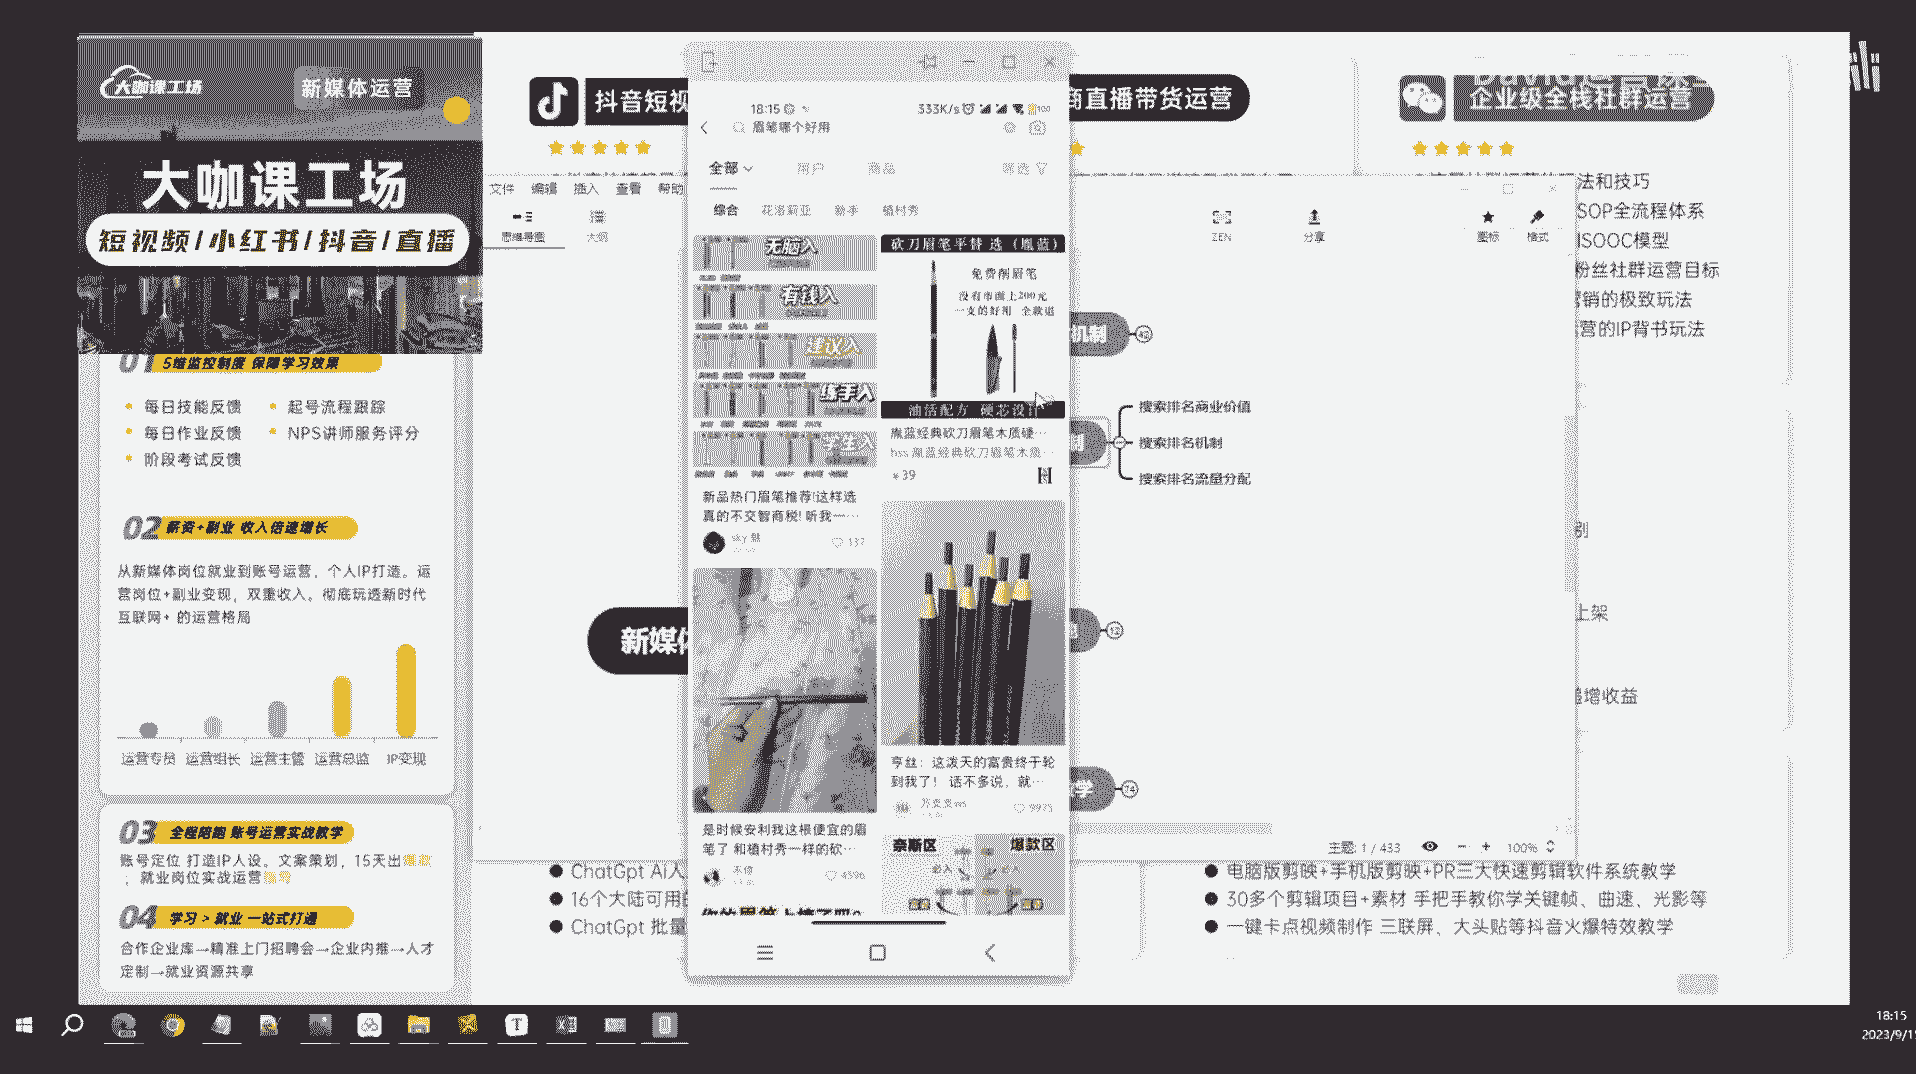 大咖课工场
新媒体运营
大咖课工场
短视频/小红书/抖音/直播
01 5维监控制度 保障学习效果
每日技能反馈
起号流程跟踪
每日作业反馈
NPS讲师服务评分
阶段考试反馈
02 薪资+副业 收入倍速增长
从新媒体岗位就业到账号运营，个人IP打造。运
营岗位+副业变现，双重收入。彻底玩透新时代
互联网+ 的运营格局
运营专员 运营组长 运营主管 运营总监 IP变现
03 全程陪跑 账号运营实战教学
账号定位 打造IP人设。文案策划，15天出爆款
，就业岗位实战运营
04 学习 > 就业 一站式打通
合作企业库→精准上门招聘会→企业内推→人才
定制→就业资源共享
抖音短视
商直播带货运营
企业级全栈社群运营
文件 编辑 插入 查看 帮助
思维导图 大纲
ZEN 分享 图标 格式
法和技巧
SOP全流程体系
ISOOC模型
粉丝社群运营目标
营销的极致玩法
运营的IP背书玩法
18:15
333K/s
眉笔哪个好用
全部 用户 商品 筛选
综合 花洛莉亚 新手 植村秀
无脑入
有钱入
建议入
练手入
学生入
新品热门眉笔推荐!这样选
真的不交智商税! 听我一…
sky 魁
137
砍刀眉笔平替 选 (胤蓝)
免费削眉笔
没有市面上200元
一支的好用 全款退
油活配方 硬芯设计
胤蓝经典砍刀眉笔木质硬…
hss 胤蓝经典砍刀眉笔木质…
¥39
是时候安利我这根便宜的眉
笔了 和植村秀一样的砍…
4596
亨丝：这泼天的富贵终于轮
到我了！ 话不多说，就…
9975
奈斯区
爆款区
机制
42
搜索排名商业价值
搜索排名机制
搜索排名流量分配
新媒体
12
学
74
别
上架
增收益
主题: 1 / 433
100%
ChatGpt AI人
16个大陆可用的
ChatGpt 批量
电脑版剪映+手机版剪映+PR三大快速剪辑软件系统教学
30多个剪辑项目+素材 手把手教你学关键帧、曲速、光影等
一键卡点视频制作 三联屏、大头贴等抖音火爆特效教学
18:15
2023/9/1